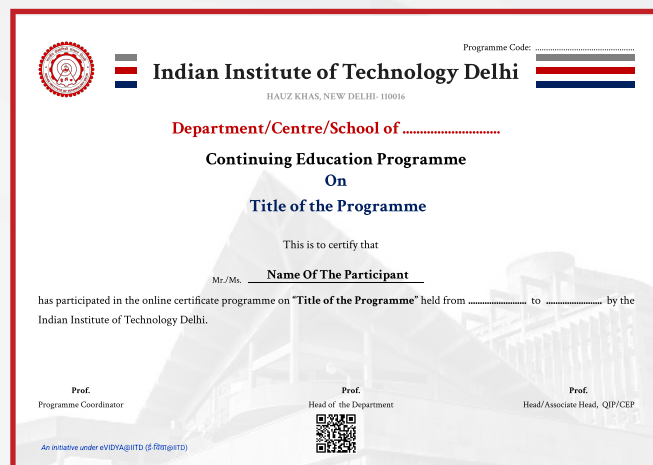 Programme Code: ......................................
Indian Institute of Technology Delhi
HAUZ KHAS, NEW DELHI- 110016
Department/Centre/School of ............................
Continuing Education Programme
On
Title of the Programme
This is to certify that
Mr./Ms. Name Of The Participant
has participated in the online certificate programme on “Title of the Programme” held from ......................... to ........................ by the
Indian Institute of Technology Delhi.
Prof. Prof. Prof.
Programme Coordinator Head of the Department Head/Associate Head, QIP/CEP
An initiative under eVIDYA@IITD (ई-विद्या@IITD)